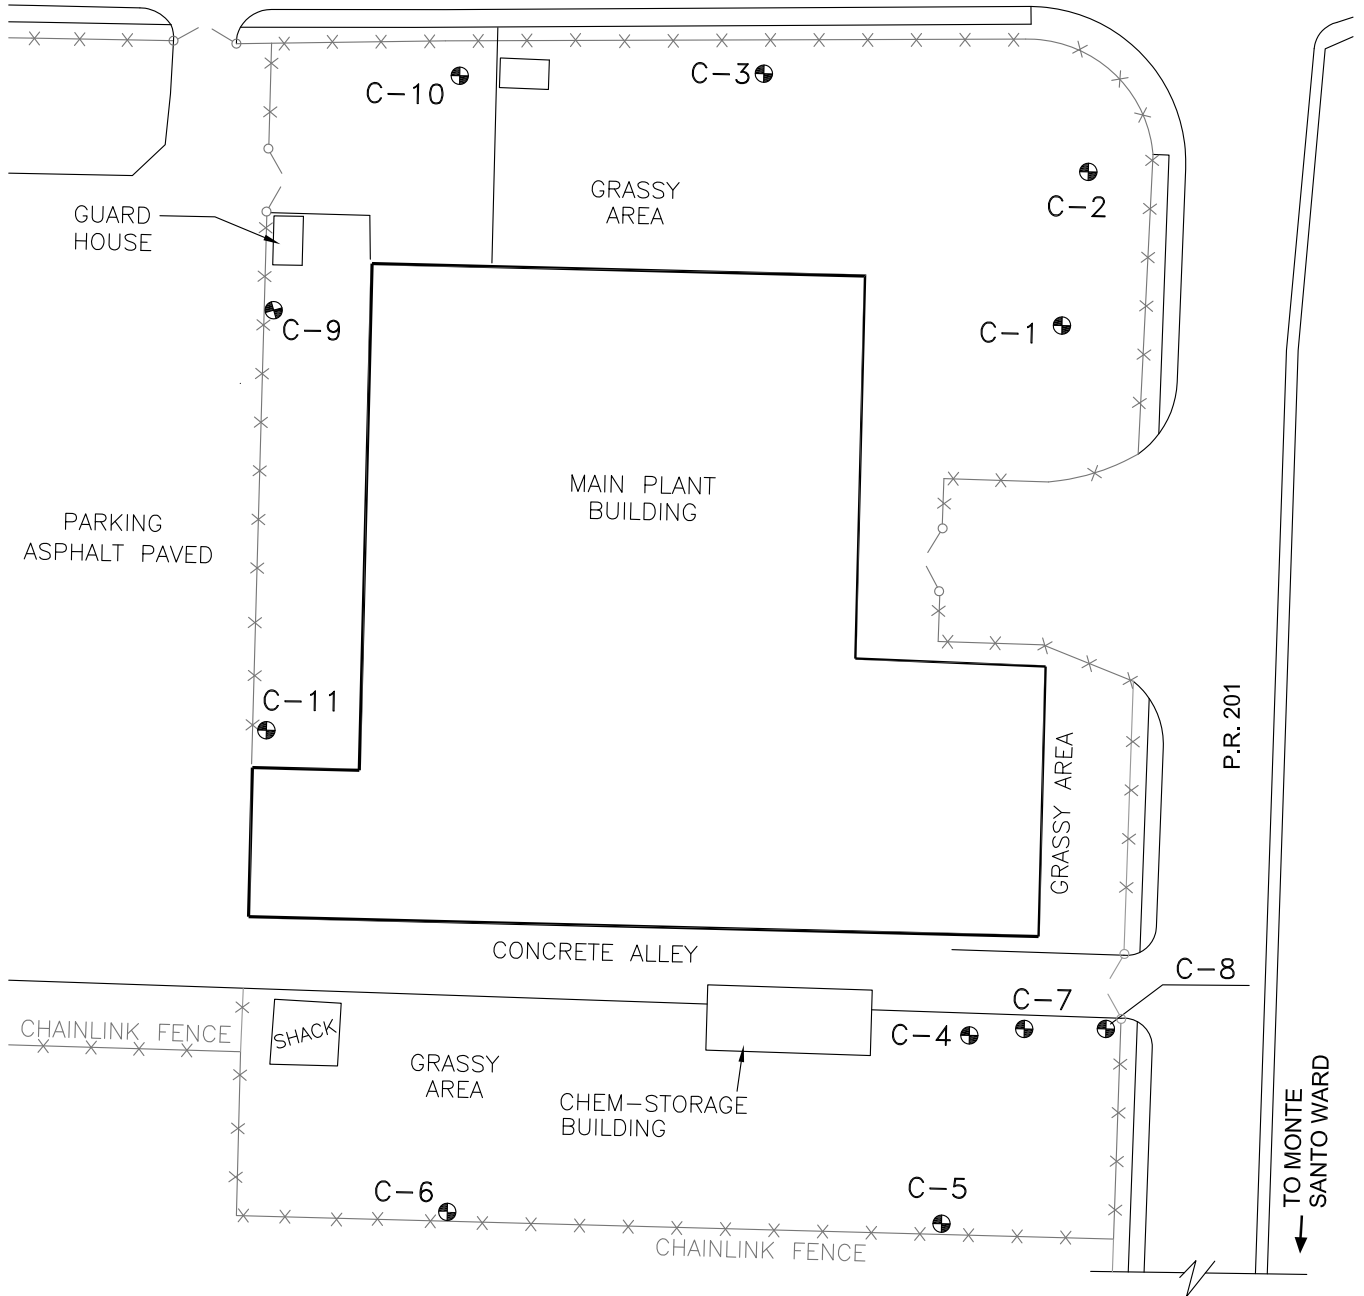 C-10
C-3
GRASSY
AREA
C-2
GUARD
HOUSE
C-9
C-1
MAIN PLANT
BUILDING
PARKING
ASPHALT PAVED
C-11
P.R. 201
GRASSY AREA
CONCRETE ALLEY
C-8
C-7
C-4
CHAINLINK FENCE
SHACK
GRASSY
AREA
CHEM-STORAGE
BUILDING
TO MONTE
SANTO WARD
C-6
C-5
CHAINLINK FENCE